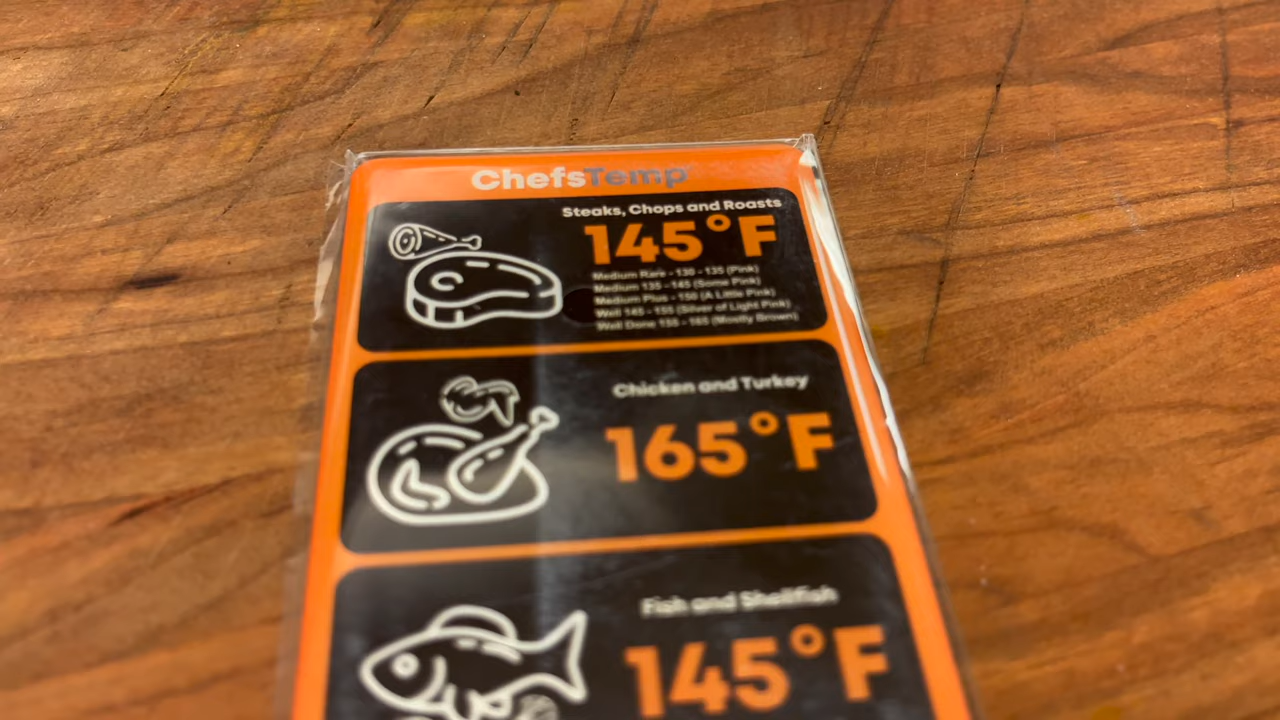 ChefsTemp
Steaks, Chops and Roasts
145°F
Medium Rare - 130 - 135 (Pink)
Medium 135 - 145 (Some Pink)
Medium Plus - 150 (A Little Pink)
Well 145 - 155 (Silver of Light Pink)
Well Done 155 - 165 (Mostly Brown)
Chicken and Turkey
165°F
Fish and Shellfish
145°F